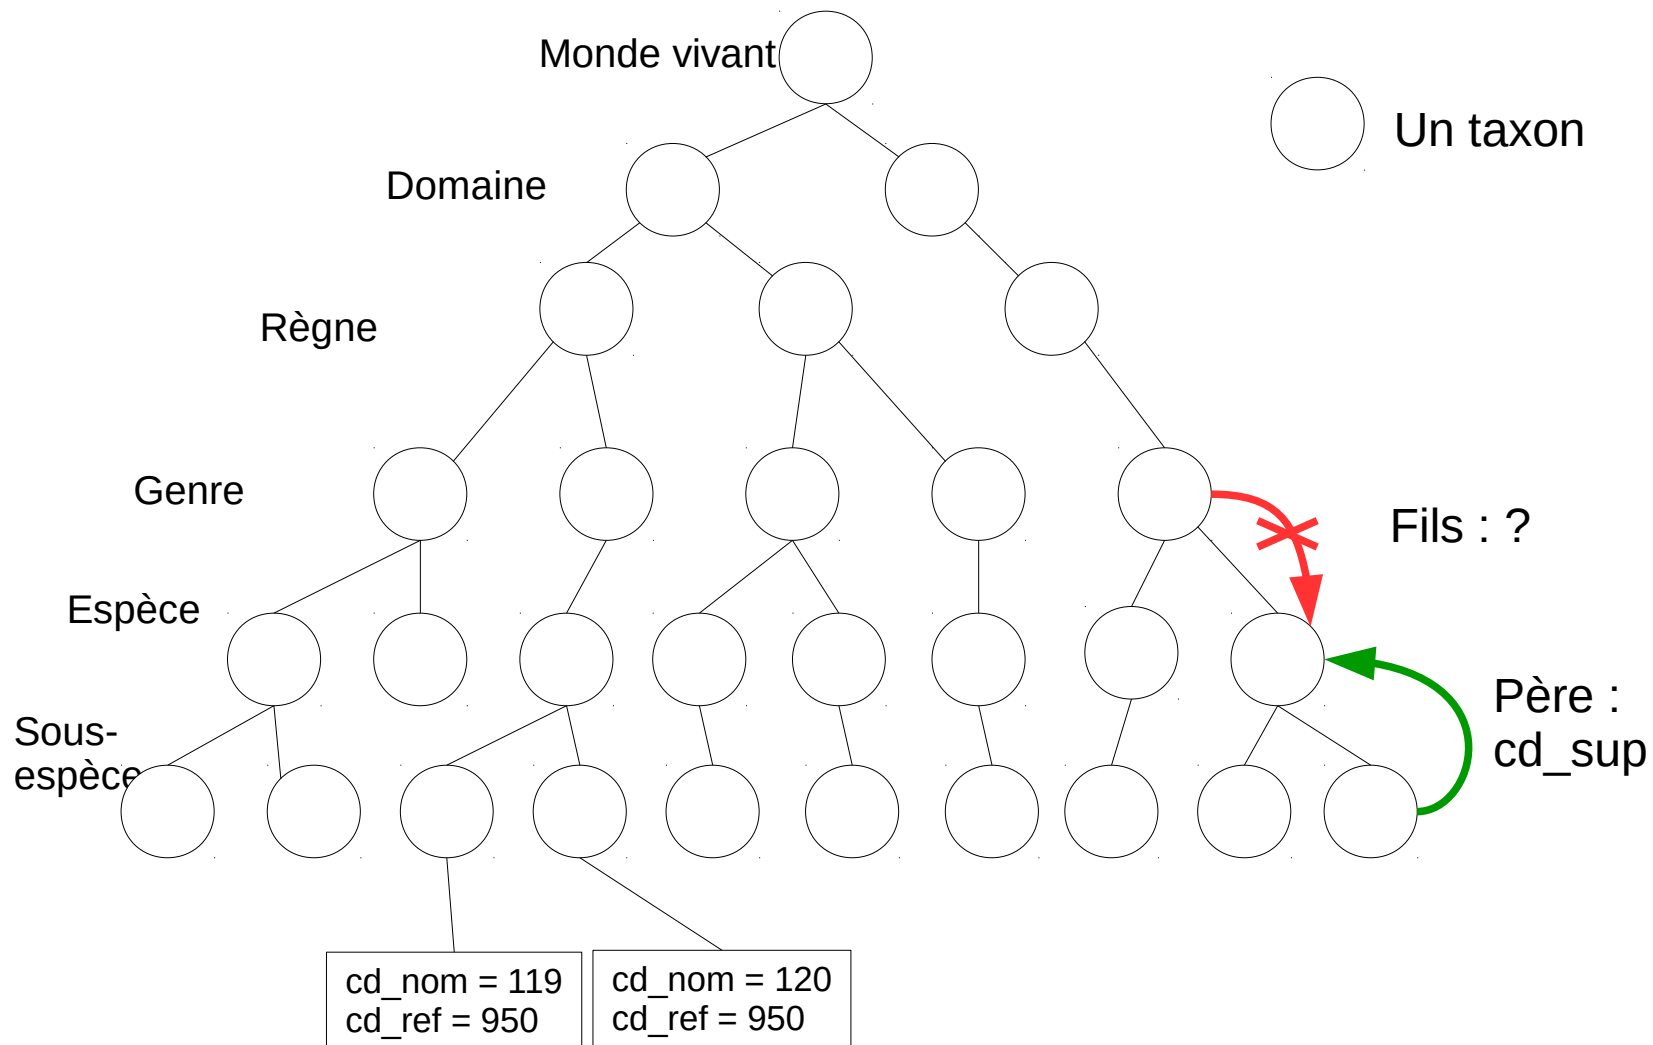 Monde vivant
Un taxon
Domaine
Règne
Genre
Fils : ?
Espèce
Père :
cd_sup
Sous-
espèce
cd_nom = 119
cd_ref = 950
cd_nom = 120
cd_ref = 950